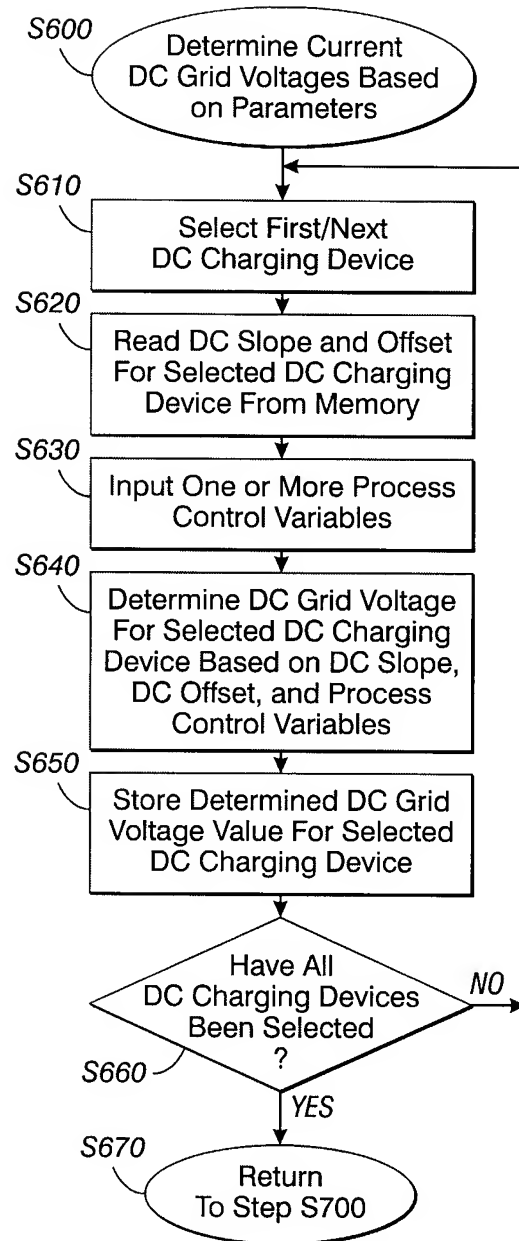 S600
Determine Current
DC Grid Voltages Based
on Parameters
S610
Select First/Next
DC Charging Device
S620
Read DC Slope and Offset
For Selected DC Charging
Device From Memory
S630
Input One or More Process
Control Variables
S640
Determine DC Grid Voltage
For Selected DC Charging
Device Based on DC Slope,
DC Offset, and Process
Control Variables
S650
Store Determined DC Grid
Voltage Value For Selected
DC Charging Device
Have All
DC Charging Devices
Been Selected
?
NO
S660
YES
S670
Return
To Step S700